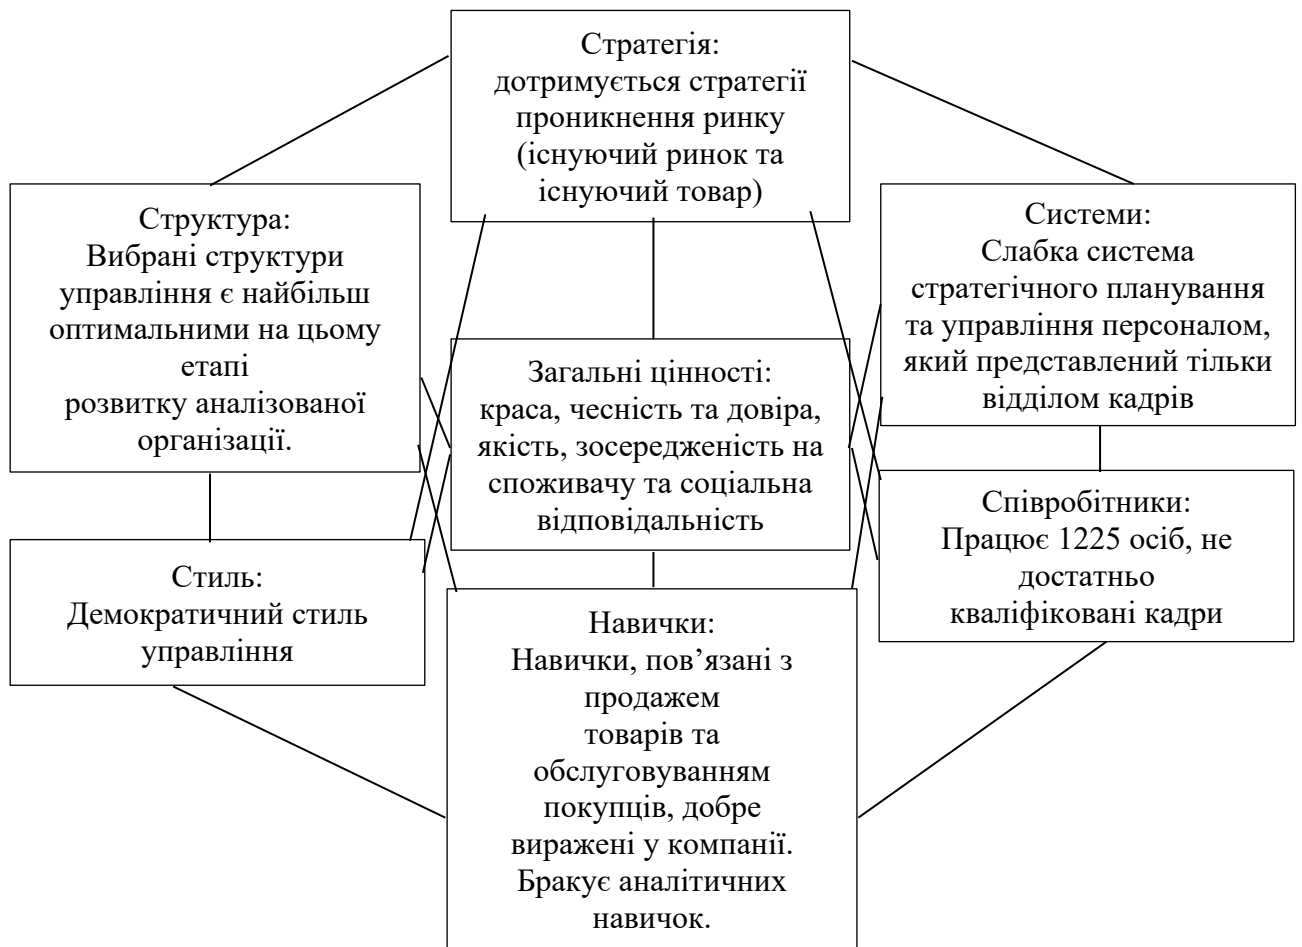 Стратегія:
дотримується стратегії
проникнення ринку
(існуючий ринок та
існуючий товар)
Структура:
Вибрані структури
управління є найбільш
оптимальними на цьому
етапі
розвитку аналізованої
організації.
Системи:
Слабка система
стратегічного планування
та управління персоналом,
який представлений тільки
відділом кадрів
Загальні цінності:
краса, чесність та довіра,
якість, зосередженість на
споживачу та соціальна
відповідальність
Стиль:
Демократичний стиль
управління
Співробітники:
Працює 1225 осіб, не
достатньо
кваліфіковані кадри
Навички:
Навички, пов’язані з
продажем
товарів та
обслуговуванням
покупців, добре
виражені у компанії.
Бракує аналітичних
навичок.